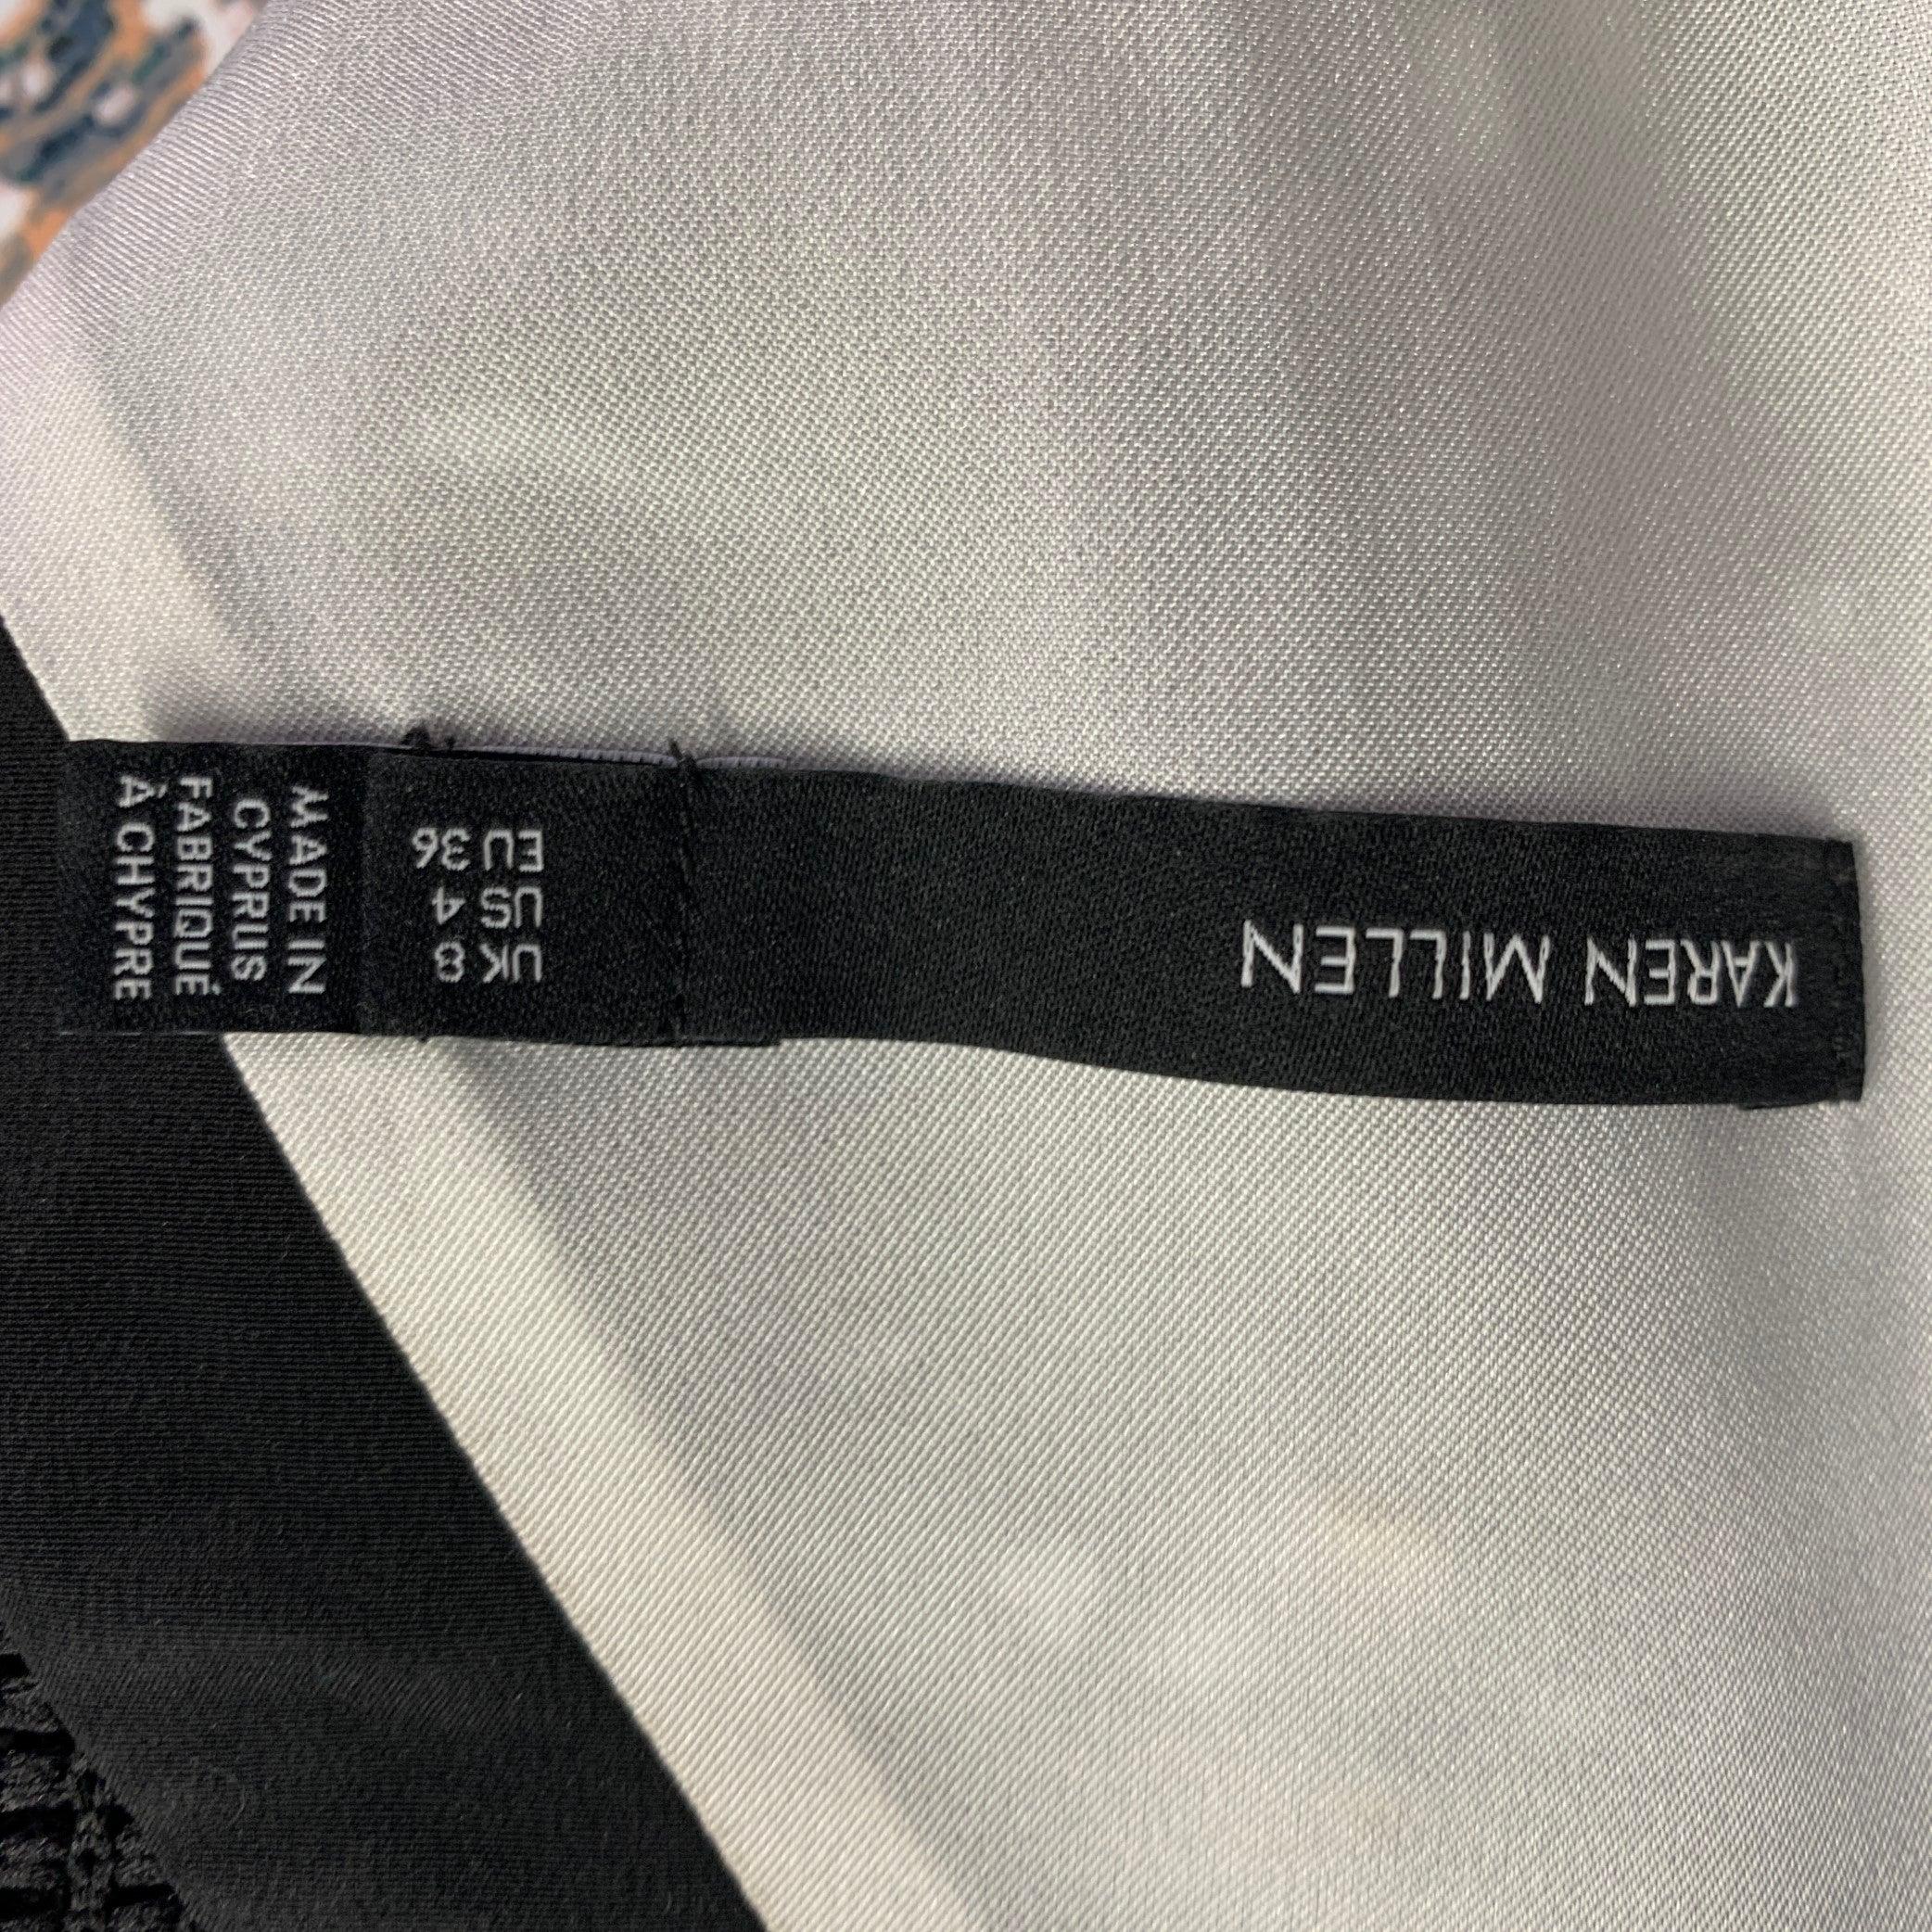 KAREN MILLEN
UK 8
US 4
EU 36
MADE IN
CYPRUS
FABRIQUÉ
À CHYPRE